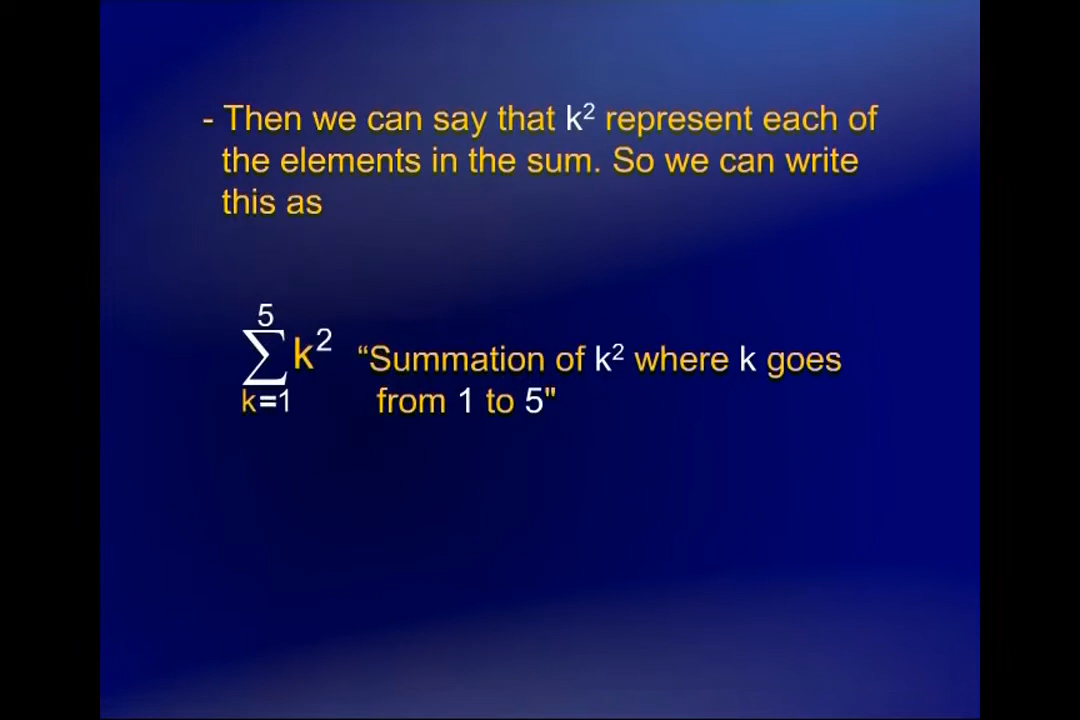 - Then we can say that k² represent each of
the elements in the sum. So we can write
this as
5
∑k² “Summation of k² where k goes
k=1 from 1 to 5"